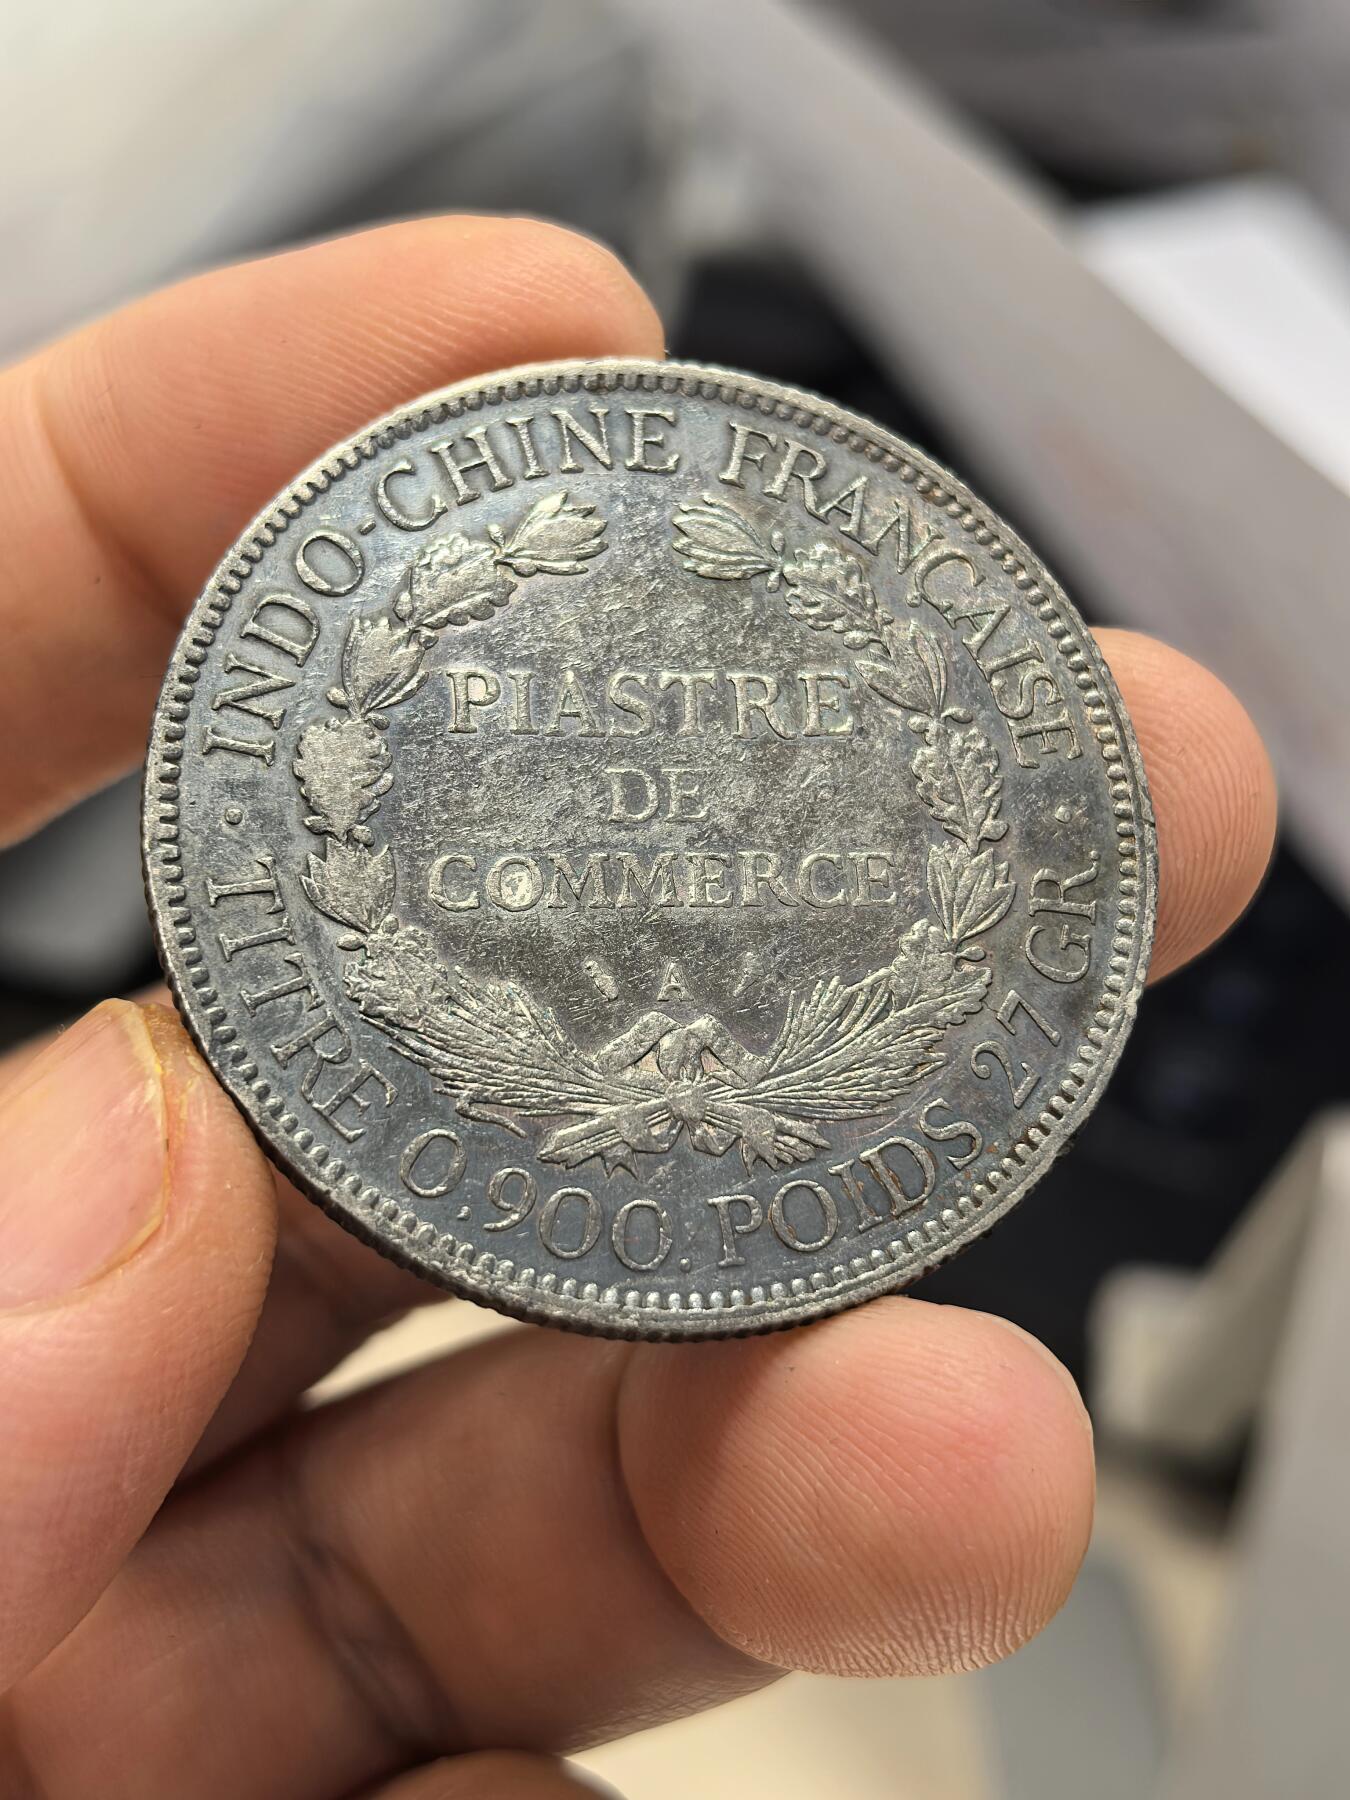 INDO-CHINE FRANÇAISE
PIASTRE
DE
COMMERCE
A
· TITRE 0,900. POIDS 27 GR. ·